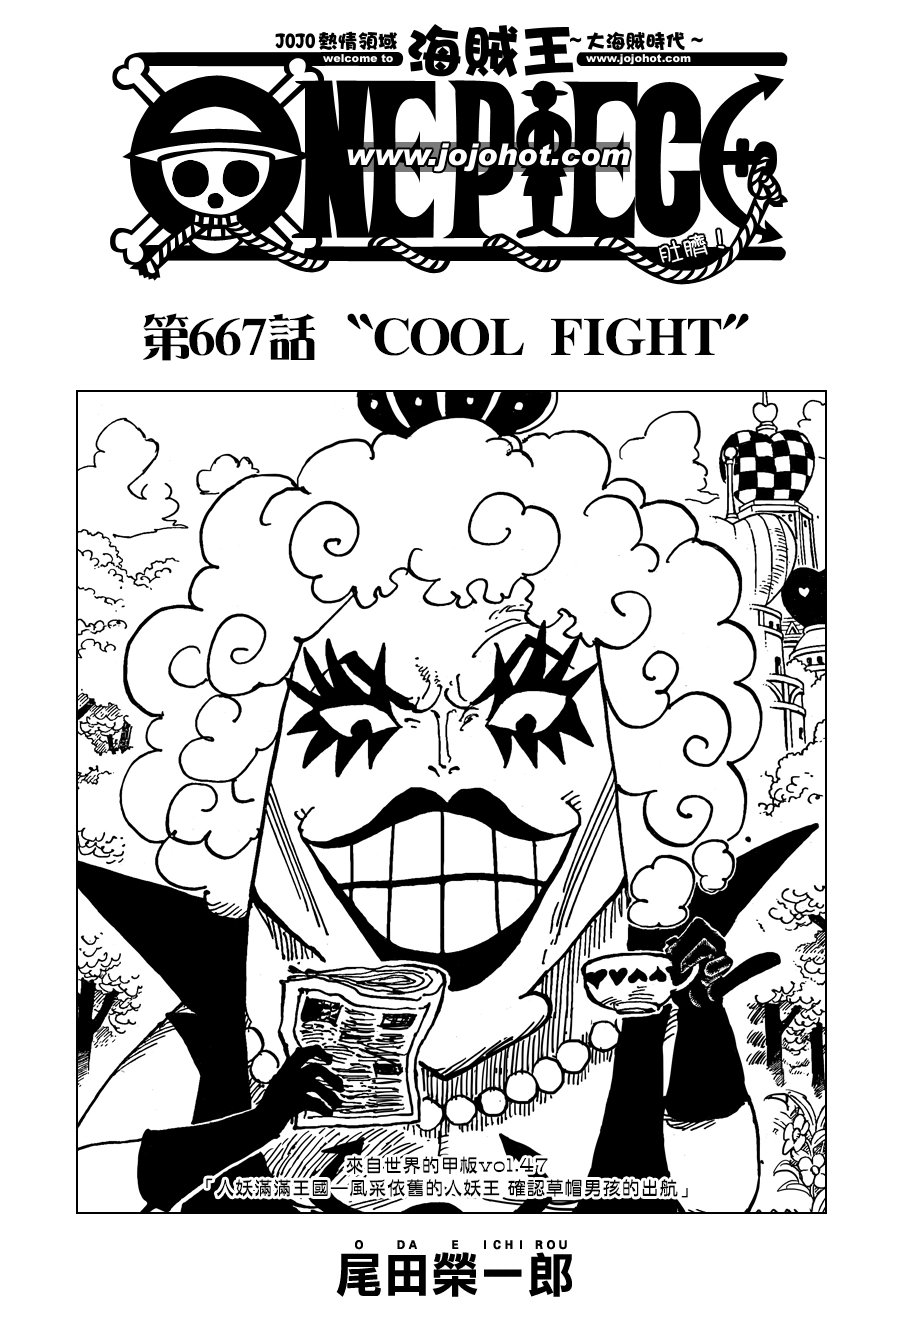 JOJO熱情領域 海賊王 ~大海賊時代~
welcome to www.jojohot.com
ONE PIECE
www.jojohot.com
肚臍！
第667話 〝COOL FIGHT〞
來自世界的甲板vol.47
「人妖滿滿王國—風采依舊的人妖王 確認草帽男孩的出航」
O DA E ICHI ROU
尾田榮一郎